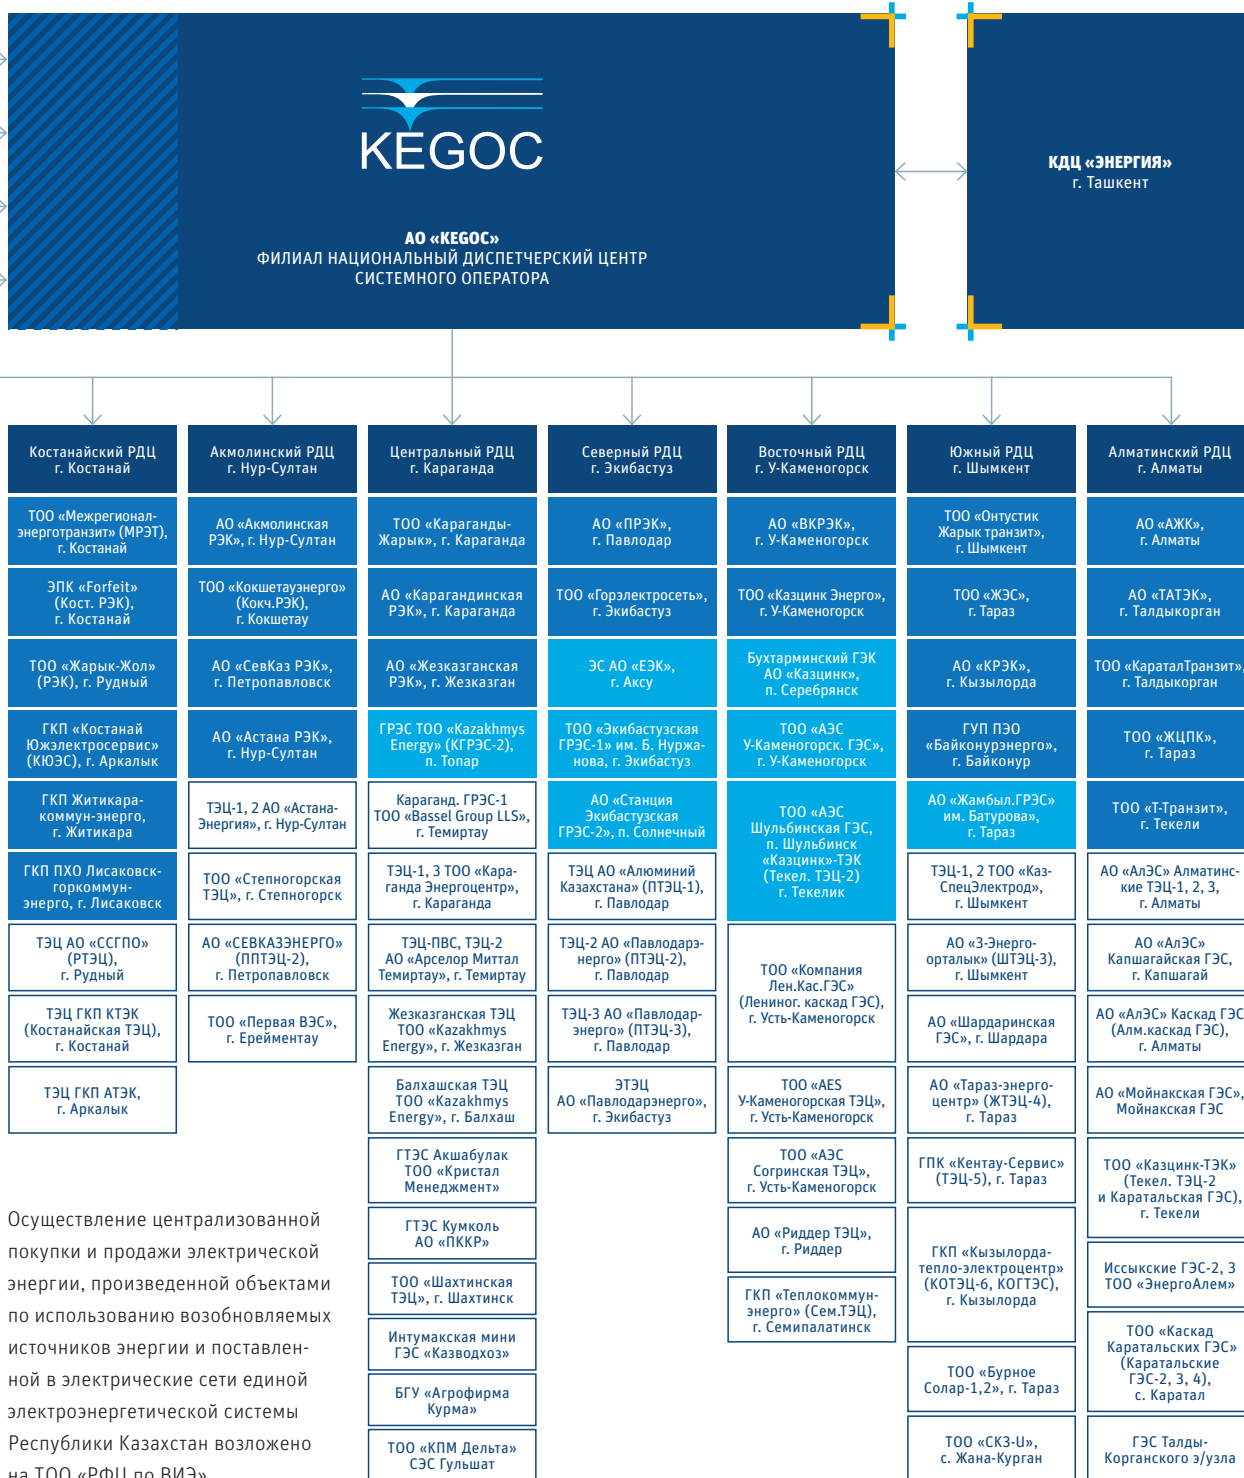 KEGOC
АО «KEGOC»
ФИЛИАЛ НАЦИОНАЛЬНЫЙ ДИСПЕТЧЕРСКИЙ ЦЕНТР
СИСТЕМНОГО ОПЕРАТОРА
КДЦ «ЭНЕРГИЯ»
г. Ташкент
Костанайский РДЦ
г. Костанай
ТОО «Межрегионал-
энерготранзит» (МРЭТ),
г. Костанай
ЭПК «Forfeit»
(Кост. РЭК),
г. Костанай
ТОО «Жарык-Жол»
(РЭК), г. Рудный
ГКП «Костанай
Южэлектросервис»
(КЮЭС), г. Аркалык
ГКП Житикара-
коммун-энерго,
г. Житикара
ГКП ПХО Лисаковск-
горкоммун-
энерго, г. Лисаковск
ТЭЦ АО «ССГПО»
(РТЭЦ),
г. Рудный
ТЭЦ ГКП КТЭК
(Костанайская ТЭЦ),
г. Костанай
ТЭЦ ГКП АТЭК,
г. Аркалык
Акмолинский РДЦ
г. Нур-Султан
АО «Акмолинская
РЭК», г. Нур-Султан
ТОО «Кокшетауэнерго»
(Кокч.РЭК),
г. Кокшетау
АО «СевКаз РЭК»,
г. Петропавловск
АО «Астана РЭК»,
г. Нур-Султан
ТЭЦ-1, 2 АО «Астана-
Энергия», г. Нур-Султан
ТОО «Степногорская
ТЭЦ», г. Степногорск
АО «СЕВКАЗЭНЕРГО»
(ППТЭЦ-2),
г. Петропавловск
ТОО «Первая ВЭС»,
г. Ерейментау
Центральный РДЦ
г. Караганда
ТОО «Караганды-
Жарык», г. Караганда
АО «Карагандинская
РЭК», г. Караганда
АО «Жезказганская
РЭК», г. Жезказган
ГРЭС ТОО «Kazakhmys
Energy» (КГРЭС-2),
п. Топар
Караганд. ГРЭС-1
ТОО «Bassel Group LLS»,
г. Темиртау
ТЭЦ-1, 3 ТОО «Кара-
ганда Энергоцентр»,
г. Караганда
ТЭЦ-ПВС, ТЭЦ-2
АО «Арселор Миттал
Темиртау», г. Темиртау
Жезказганская ТЭЦ
ТОО «Kazakhmys
Energy», г. Жезказган
Балхашская ТЭЦ
ТОО «Kazakhmys
Energy», г. Балхаш
ГТЭС Акшабулак
ТОО «Кристал
Менеджмент»
ГТЭС Кумколь
АО «ПККР»
ТОО «Шахтинская
ТЭЦ», г. Шахтинск
Интумакская мини
ГЭС «Казводхоз»
БГУ «Агрофирма
Курма»
ТОО «КПМ Дельта»
СЭС Гульшат
Северный РДЦ
г. Экибастуз
АО «ПРЭК»,
г. Павлодар
ТОО «Горэлектросеть»,
г. Экибастуз
ЭС АО «ЕЭК»,
г. Аксу
ТОО «Экибастузская
ГРЭС-1» им. Б. Нуржа-
нова, г. Экибастуз
АО «Станция
Экибастузская
ГРЭС-2», п. Солнечный
ТЭЦ АО «Алюминий
Казахстана» (ПТЭЦ-1),
г. Павлодар
ТЭЦ-2 АО «Павлодарэ-
нерго» (ПТЭЦ-2),
г. Павлодар
ТЭЦ-3 АО «Павлодар-
энерго» (ПТЭЦ-3),
г. Павлодар
ЭТЭЦ
АО «Павлодарэнерго»,
г. Экибастуз
Восточный РДЦ
г. У-Каменогорск
АО «ВКРЭК»,
г. У-Каменогорск
ТОО «Казцинк Энерго»,
г. У-Каменогорск
Бухтарминский ГЭК
АО «Казцинк»,
п. Серебрянск
ТОО «АЭС
У-Каменогорск. ГЭС»,
г. У-Каменогорск
ТОО «АЭС
Шульбинская ГЭС,
п. Шульбинск
«Казцинк»-ТЭК
(Текел. ТЭЦ-2)
г. Текелик
ТОО «Компания
Лен.Кас.ГЭС»
(Лениног. каскад ГЭС),
г. Усть-Каменогорск
ТОО «AES
У-Каменогорская ТЭЦ»,
г. Усть-Каменогорск
ТОО «АЭС
Согринская ТЭЦ»,
г. Усть-Каменогорск
АО «Риддер ТЭЦ»,
г. Риддер
ГКП «Теплокоммун-
энерго» (Сем.ТЭЦ),
г. Семипалатинск
Южный РДЦ
г. Шымкент
ТОО «Онтустик
Жарык транзит»,
г. Шымкент
ТОО «ЖЭС»,
г. Тараз
АО «КРЭК»,
г. Кызылорда
ГУП ПЭО
«Байконурэнерго»,
г. Байконур
АО «Жамбыл.ГРЭС»
им. Батурова»,
г. Тараз
ТЭЦ-1, 2 ТОО «Каз-
СпецЭлектрод»,
г. Шымкент
АО «3-Энерго-
орталык» (ШТЭЦ-3),
г. Шымкент
АО «Шардаринская
ГЭС», г. Шардара
АО «Тараз-энерго-
центр» (ЖТЭЦ-4),
г. Тараз
ГПК «Кентау-Сервис»
(ТЭЦ-5), г. Тараз
ГКП «Кызылорда-
тепло-электроцентр»
(КОТЭЦ-6, КОГТЭС),
г. Кызылорда
ТОО «Бурное
Солар-1,2», г. Тараз
ТОО «СКЗ-U»,
с. Жана-Курган
Алматинский РДЦ
г. Алматы
АО «АЖК»,
г. Алматы
АО «ТАТЭК»,
г. Талдыкорган
ТОО «КараталТранзит»,
г. Талдыкорган
ТОО «ЖЦПК»,
г. Тараз
ТОО «Т-Транзит»,
г. Текели
АО «АлЭС» Алматинс-
кие ТЭЦ-1, 2, 3,
г. Алматы
АО «АлЭС»
Капшагайская ГЭС,
г. Капшагай
АО «АлЭС» Каскад ГЭС
(Алм.каскад ГЭС),
г. Алматы
АО «Мойнакская ГЭС»,
Мойнакская ГЭС
ТОО «Казцинк-ТЭК»
(Текел. ТЭЦ-2
и Каратальская ГЭС),
г. Текели
Иссыкские ГЭС-2, 3
ТОО «ЭнергоАлем»
ТОО «Каскад
Каратальских ГЭС»
(Каратальские
ГЭС-2, 3, 4),
с. Каратал
ГЭС Талды-
Корганского э/узла
Осуществление централизованной
покупки и продажи электрической
энергии, произведенной объектами
по использованию возобновляемых
источников энергии и поставлен-
ной в электрические сети единой
электроэнергетической системы
Республики Казахстан возложено
на ТОО «РФЦ по ВИЭ»